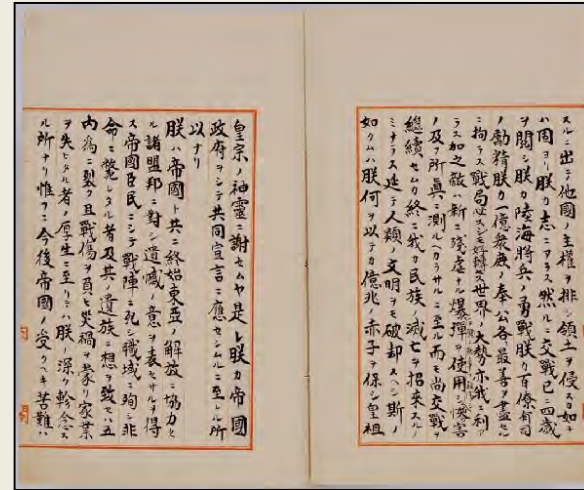 スルニ出テ他國ノ主權ヲ排シ領土ヲ侵スカ如キ
ハ固ヨリ朕カ志ニアラス然ルニ交戰已ニ四歲
ヲ閱シ朕カ陸海將兵ノ勇戰朕カ百僚有司
ノ勵精朕カ一億衆庶ノ奉公各最善ヲ盡セル
ニ拘ラス戰局必スシモ好轉セス世界ノ大勢亦我ニ利ア
ラス加之敵ハ新ニ殘虐ナル爆彈ヲ使用シ慘害
ノ及フ所眞ニ測ルヘカラサルニ至ル而モ尚交戰ヲ
繼續セムカ終ニ我カ民族ノ滅亡ヲ招來スルノ
ミナラス延テ人類ノ文明ヲモ破却スヘシ斯ノ
如クムハ朕何ヲ以テカ億兆ノ赤子ヲ保シ皇祖
皇宗ノ神靈ニ謝セムヤ是レ朕カ帝國
政府ヲシテ共同宣言ニ應セシムルニ至レル所
以ナリ
朕ハ帝國ト共ニ終始東亞ノ解放ニ協力セ
ル諸盟邦ニ對シ遺憾ノ意ヲ表セサルヲ得
ス帝國臣民ニシテ戰陣ニ死シ職域ニ殉シ非
命ニ斃レタル者及其ノ遺族ニ想ヲ致セハ五
內爲ニ裂ク且戰傷ヲ負ヒ災禍ヲ蒙リ家業
ヲ失ヒタル者ノ厚生ニ至リテハ朕ノ深ク軫念ス
ル所ナリ惟フニ今後帝國ノ受クヘキ苦難ハ